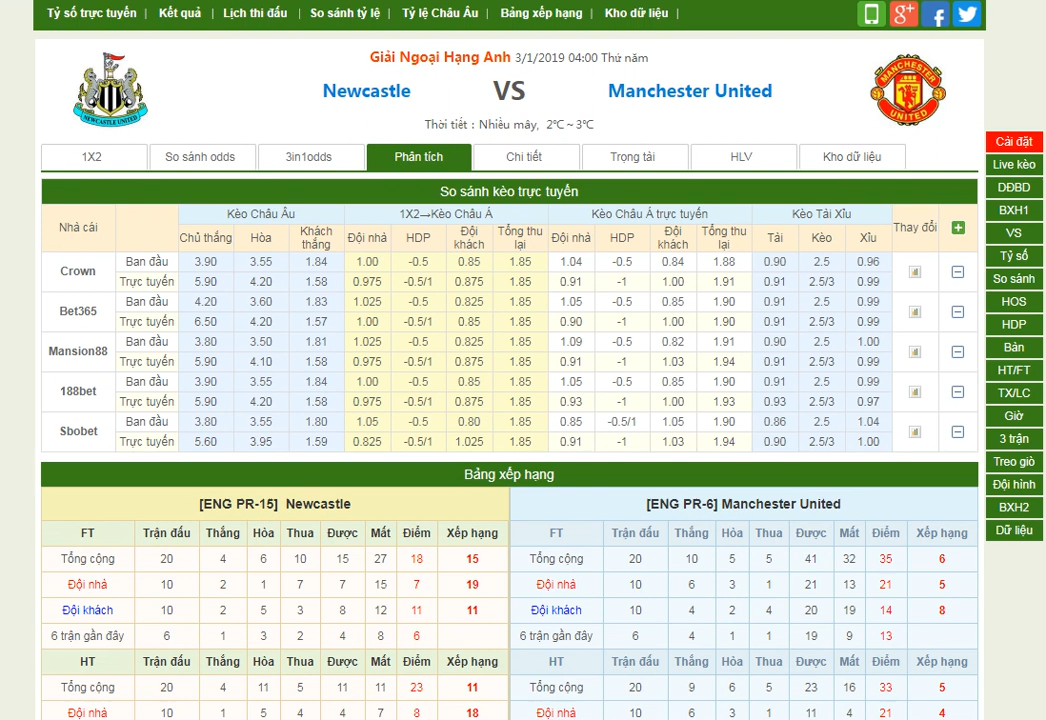 Tỷ số trực tuyến | Kết quả | Lịch thi đấu | So sánh tỷ lệ | Tỷ lệ Châu Âu | Bảng xếp hạng | Kho dữ liệu |
Giải Ngoại Hạng Anh 3/1/2019 04:00 Thứ năm
Newcastle VS Manchester United
Thời tiết : Nhiều mây, 2℃~3℃
NEWCASTLE UNITED
MANCHESTER UNITED
1X2 So sánh odds 3in1odds Phân tích Chi tiết Trọng tài HLV Kho dữ liệu
So sánh kèo trực tuyến
Nhà cái Kèo Châu Âu 1X2→Kèo Châu Á Kèo Châu Á trực tuyến Kèo Tài Xỉu Thay đổi
Chủ thắng Hòa Khách thắng Đội nhà HDP Đội khách Tổng thu lại Đội nhà HDP Đội khách Tổng thu lại Tài Kèo Xỉu
Crown
Ban đầu 3.90 3.55 1.84 1.00 -0.5 0.85 1.85 1.04 -0.5 0.84 1.88 0.90 2.5 0.96
Trực tuyến 5.90 4.20 1.58 0.975 -0.5/1 0.875 1.85 0.91 -1 1.00 1.91 0.91 2.5/3 0.99
Bet365
Ban đầu 4.20 3.60 1.83 1.025 -0.5 0.825 1.85 1.05 -0.5 0.85 1.90 0.91 2.5 0.99
Trực tuyến 6.50 4.20 1.57 1.00 -0.5/1 0.85 1.85 0.90 -1 1.00 1.90 0.91 2.5/3 0.99
Mansion88
Ban đầu 3.80 3.50 1.81 1.025 -0.5 0.825 1.85 1.09 -0.5 0.82 1.91 0.90 2.5 1.00
Trực tuyến 5.90 4.10 1.58 0.975 -0.5/1 0.875 1.85 0.91 -1 1.03 1.94 0.91 2.5/3 0.99
188bet
Ban đầu 3.90 3.55 1.84 1.00 -0.5 0.85 1.85 1.05 -0.5 0.85 1.90 0.91 2.5 0.99
Trực tuyến 5.90 4.20 1.58 0.975 -0.5/1 0.875 1.85 0.93 -1 1.00 1.93 0.93 2.5/3 0.97
Sbobet
Ban đầu 3.80 3.55 1.80 1.05 -0.5 0.80 1.85 0.85 -0.5/1 1.05 1.90 0.86 2.5 1.04
Trực tuyến 5.60 3.95 1.59 0.825 -0.5/1 1.025 1.85 0.91 -1 1.03 1.94 0.90 2.5/3 1.00
Bảng xếp hạng
[ENG PR-15] Newcastle
FT Trận đấu Thắng Hòa Thua Được Mất Điểm Xếp hạng
Tổng cộng 20 4 6 10 15 27 18 15
Đội nhà 10 2 1 7 7 15 7 19
Đội khách 10 2 5 3 8 12 11 11
6 trận gần đây 6 1 3 2 4 8 6
HT Trận đấu Thắng Hòa Thua Được Mất Điểm Xếp hạng
Tổng cộng 20 4 11 5 11 11 23 11
Đội nhà 10 1 5 4 4 7 8 18
[ENG PR-6] Manchester United
FT Trận đấu Thắng Hòa Thua Được Mất Điểm Xếp hạng
Tổng cộng 20 10 5 5 41 32 35 6
Đội nhà 10 6 3 1 21 13 21 5
Đội khách 10 4 2 4 20 19 14 8
6 trận gần đây 6 4 1 1 19 9 13
HT Trận đấu Thắng Hòa Thua Được Mất Điểm Xếp hạng
Tổng cộng 20 9 6 5 23 16 33 5
Đội nhà 10 6 3 1 11 4 21 4
Cài đặt
Live kèo
DĐBD
BXH1
VS
Tỷ số
So sánh
HOS
HDP
Bản
HT/FT
TX/LC
Giờ
3 trận
Treo giò
Đội hình
BXH2
Dữ liệu